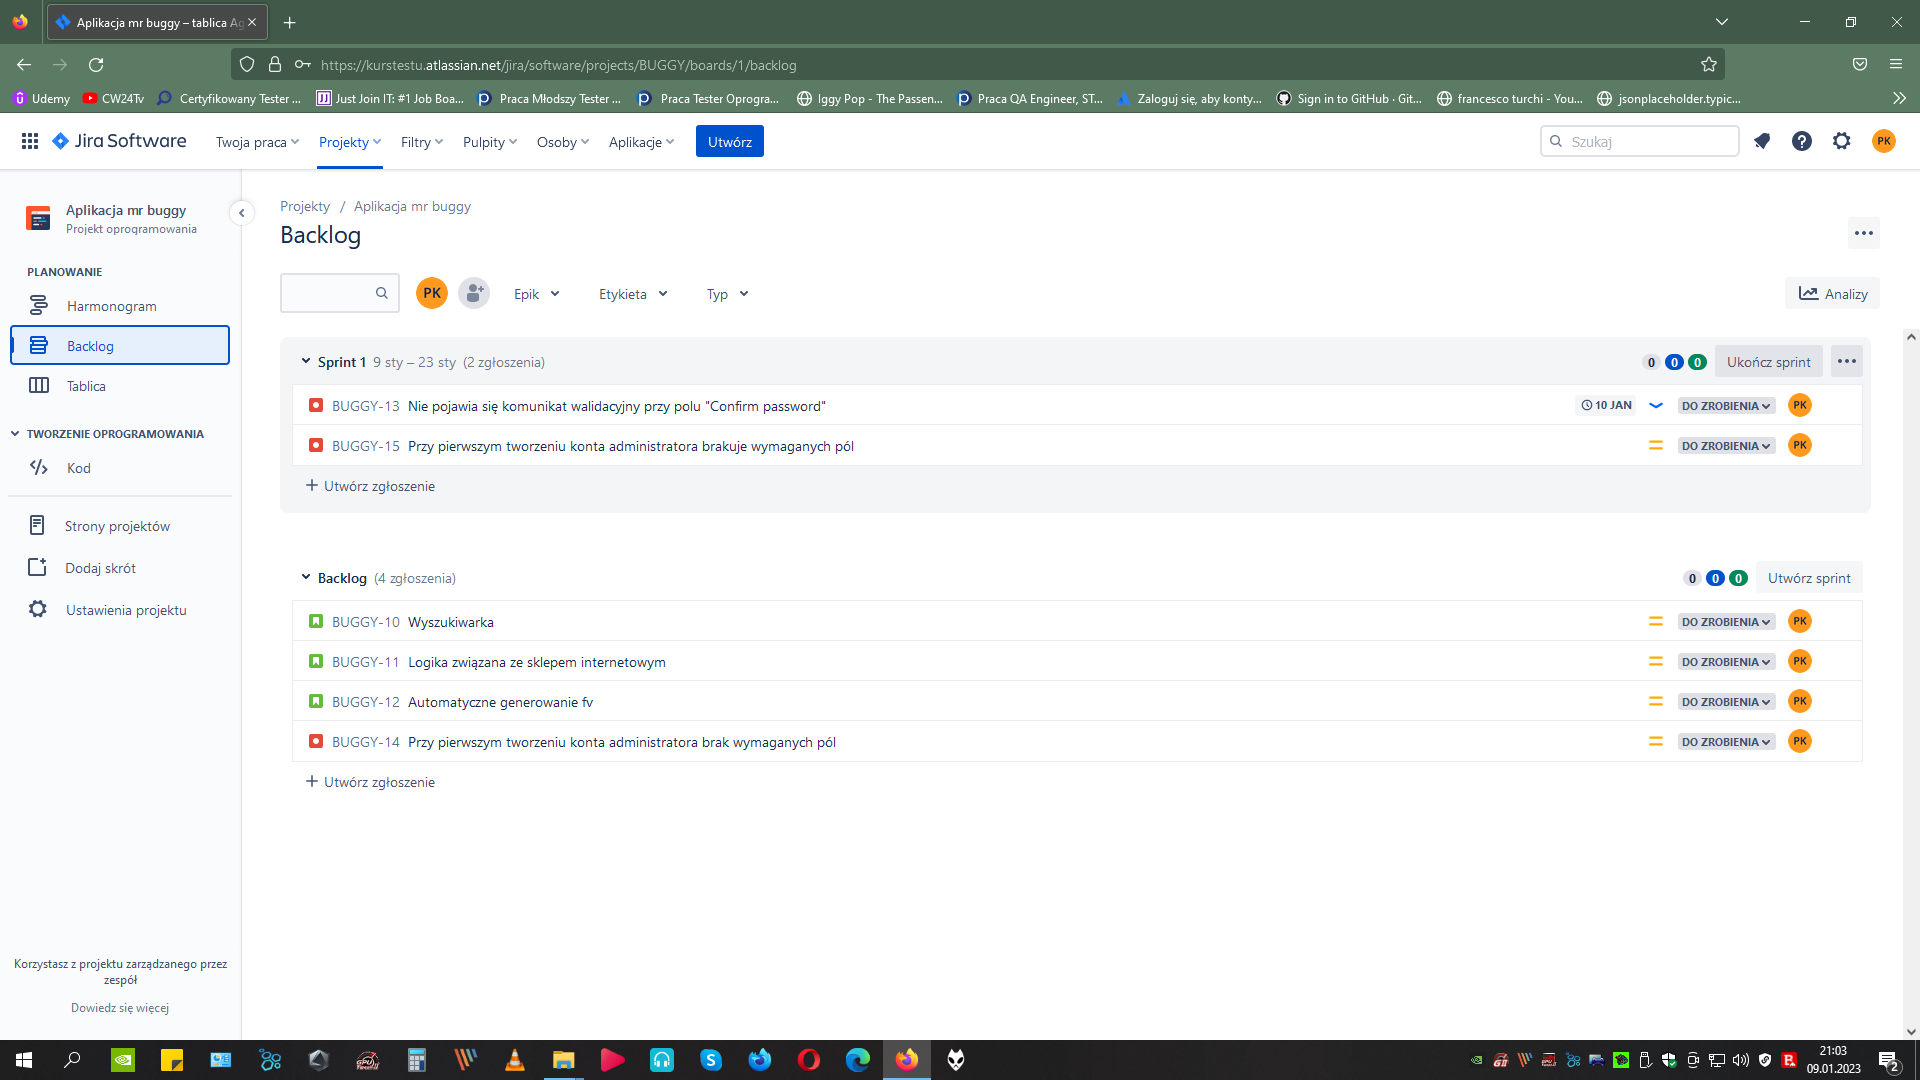 Aplikacja mr buggy – tablica Ag
https://kurstestu.atlassian.net/jira/software/projects/BUGGY/boards/1/backlog
Udemy
CW24Tv
Certyfikowany Tester ...
Just Join IT: #1 Job Boa...
Praca Młodszy Tester ...
Praca Tester Oprogra...
Iggy Pop - The Passen...
Praca QA Engineer, ST...
Zaloguj się, aby konty...
Sign in to GitHub · Git...
francesco turchi - You...
jsonplaceholder.typic...
Jira Software
Twoja praca
Projekty
Filtry
Pulpity
Osoby
Aplikacje
Utwórz
Szukaj
PK
Aplikacja mr buggy
Projekt oprogramowania
PLANOWANIE
Harmonogram
Backlog
Tablica
TWORZENIE OPROGRAMOWANIA
Kod
Strony projektów
Dodaj skrót
Ustawienia projektu
Korzystasz z projektu zarządzanego przez
zespół
Dowiedz się więcej
Projekty / Aplikacja mr buggy
Backlog
PK
Epik
Etykieta
Typ
Analizy
Sprint 1 9 sty – 23 sty (2 zgłoszenia)
0 0 0 Ukończ sprint
BUGGY-13 Nie pojawia się komunikat walidacyjny przy polu "Confirm password" 10 JAN DO ZROBIENIA PK
BUGGY-15 Przy pierwszym tworzeniu konta administratora brakuje wymaganych pól DO ZROBIENIA PK
+ Utwórz zgłoszenie
Backlog (4 zgłoszenia)
0 0 0 Utwórz sprint
BUGGY-10 Wyszukiwarka DO ZROBIENIA PK
BUGGY-11 Logika związana ze sklepem internetowym DO ZROBIENIA PK
BUGGY-12 Automatyczne generowanie fv DO ZROBIENIA PK
BUGGY-14 Przy pierwszym tworzeniu konta administratora brak wymaganych pól DO ZROBIENIA PK
+ Utwórz zgłoszenie
21:03
09.01.2023
2